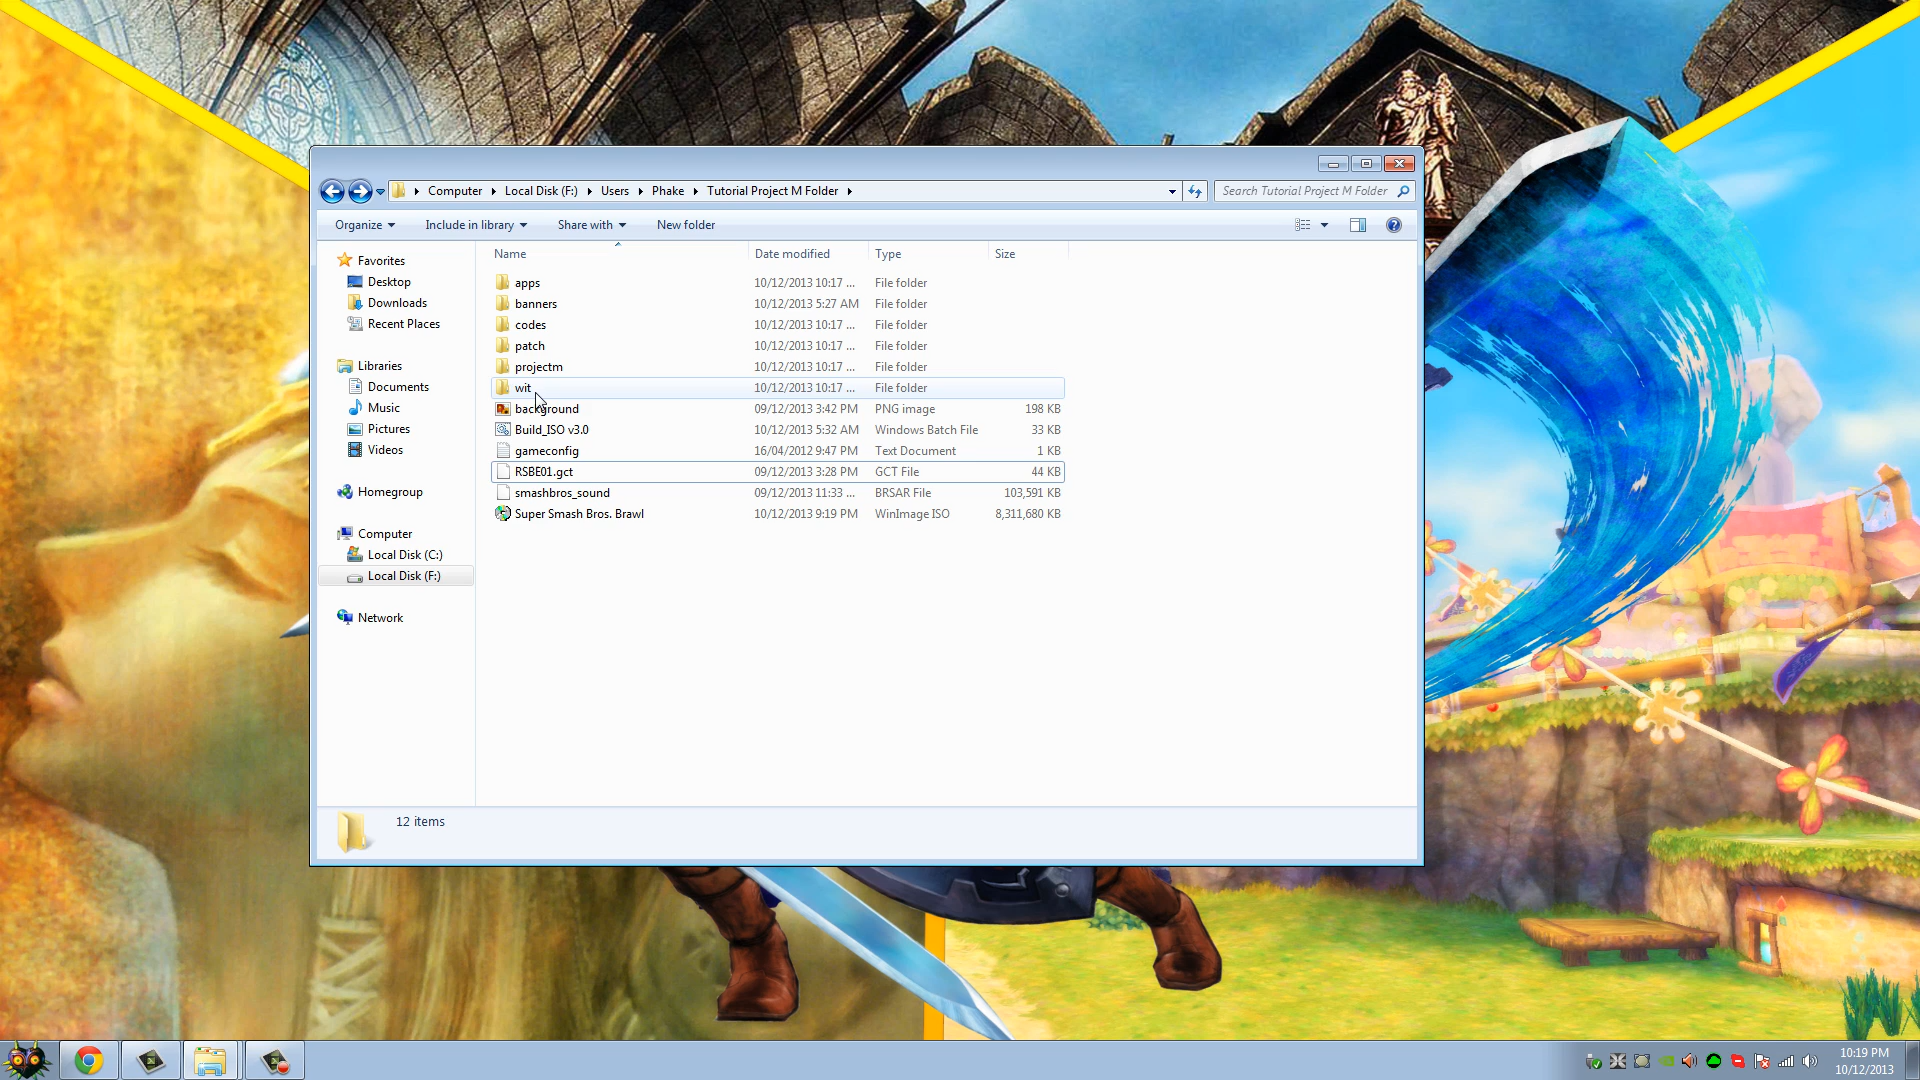 Computer Local Disk (F:) Users Phake Tutorial Project M Folder Search Tutorial Project M Folder
Organize Include in library Share with New folder
Name Date modified Type Size
Favorites
Desktop
Downloads
Recent Places
Libraries
Documents
Music
Pictures
Videos
Homegroup
Computer
Local Disk (C:)
Local Disk (F:)
Network
apps 10/12/2013 10:17 ... File folder
banners 10/12/2013 5:27 AM File folder
codes 10/12/2013 10:17 ... File folder
patch 10/12/2013 10:17 ... File folder
projectm 10/12/2013 10:17 ... File folder
wit 10/12/2013 10:17 ... File folder
background 09/12/2013 3:42 PM PNG image 198 KB
Build_ISO v3.0 10/12/2013 5:32 AM Windows Batch File 33 KB
gameconfig 16/04/2012 9:47 PM Text Document 1 KB
RSBE01.gct 09/12/2013 3:28 PM GCT File 44 KB
smashbros_sound 09/12/2013 11:33 ... BRSAR File 103,591 KB
Super Smash Bros. Brawl 10/12/2013 9:19 PM WinImage ISO 8,311,680 KB
12 items
10:19 PM
10/12/2013